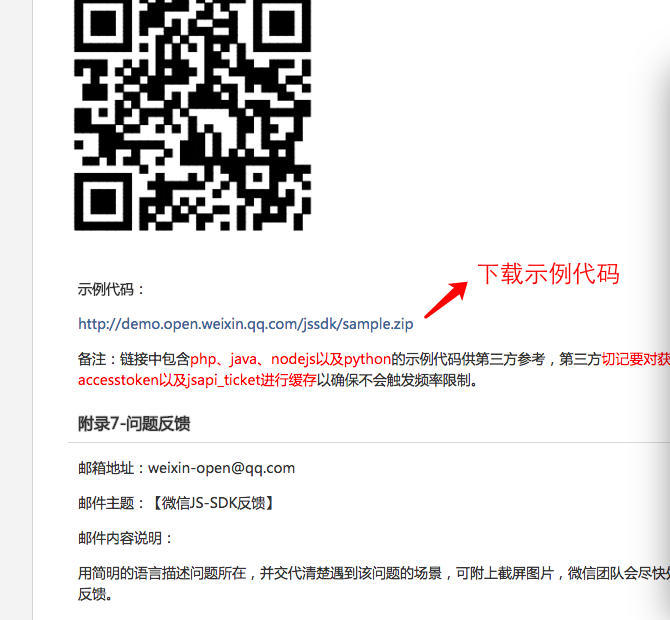 下载示例代码
示例代码：
http://demo.open.weixin.qq.com/jssdk/sample.zip
备注：链接中包含php、java、nodejs以及python的示例代码供第三方参考，第三方切记要对获
accesstoken以及jsapi_ticket进行缓存以确保不会触发频率限制。
附录7-问题反馈
邮箱地址：weixin-open@qq.com
邮件主题：【微信JS-SDK反馈】
邮件内容说明：
用简明的语言描述问题所在，并交代清楚遇到该问题的场景，可附上截屏图片，微信团队会尽快处
反馈。